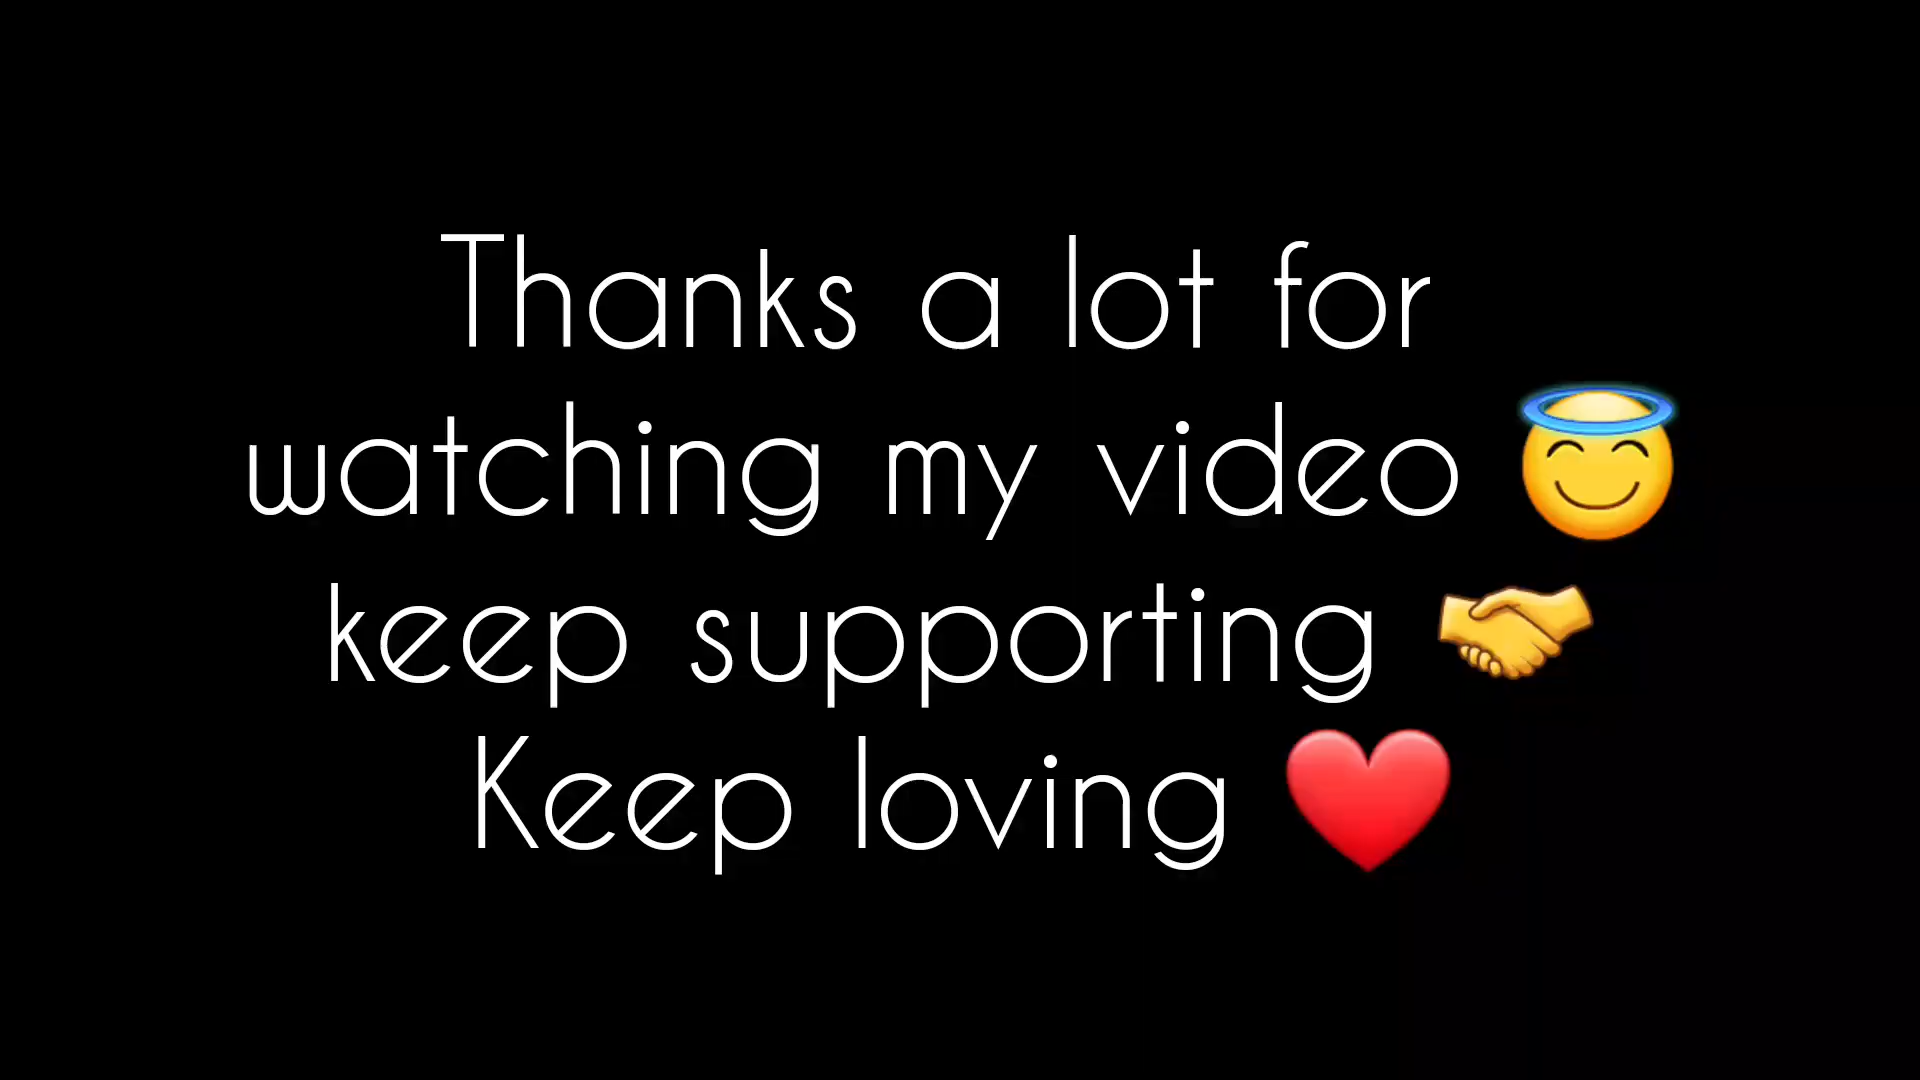 Thanks a lot for
watching my video 😇
keep supporting 🤝
Keep loving ❤️